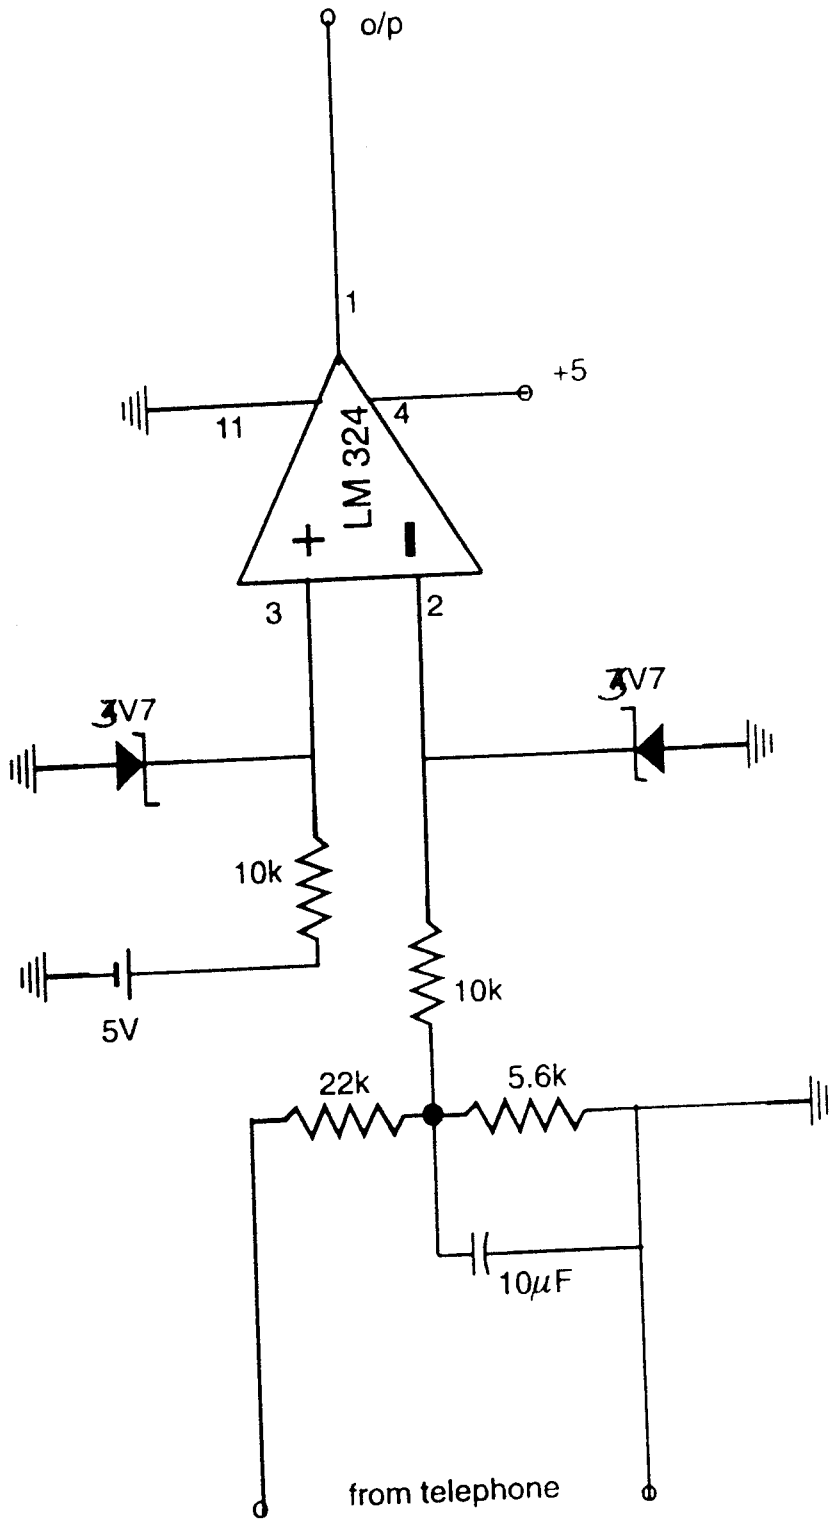 o/p
1
+5
11
4
LM 324
+
3
2
3V7
3V7
10k
10k
5V
22k
5.6k
10μF
from telephone